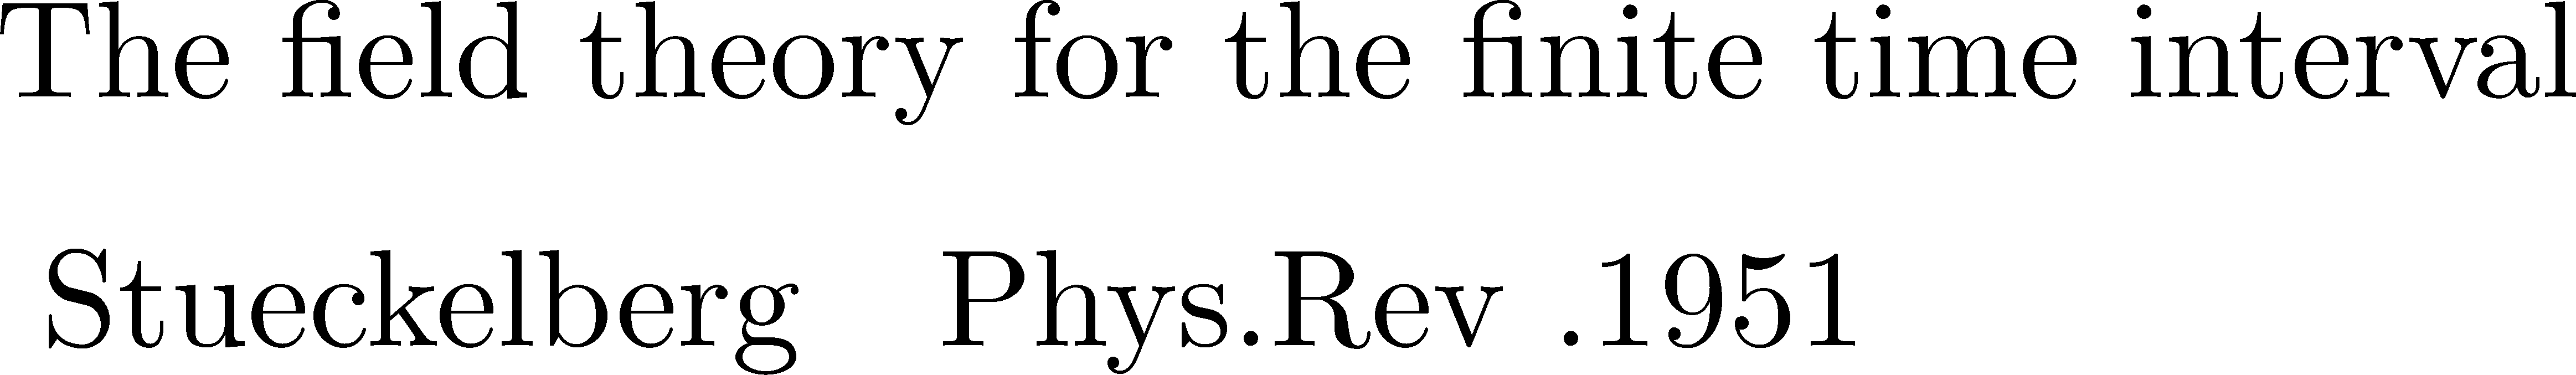 The field theory for the finite time interval
Stueckelberg Phys.Rev .1951